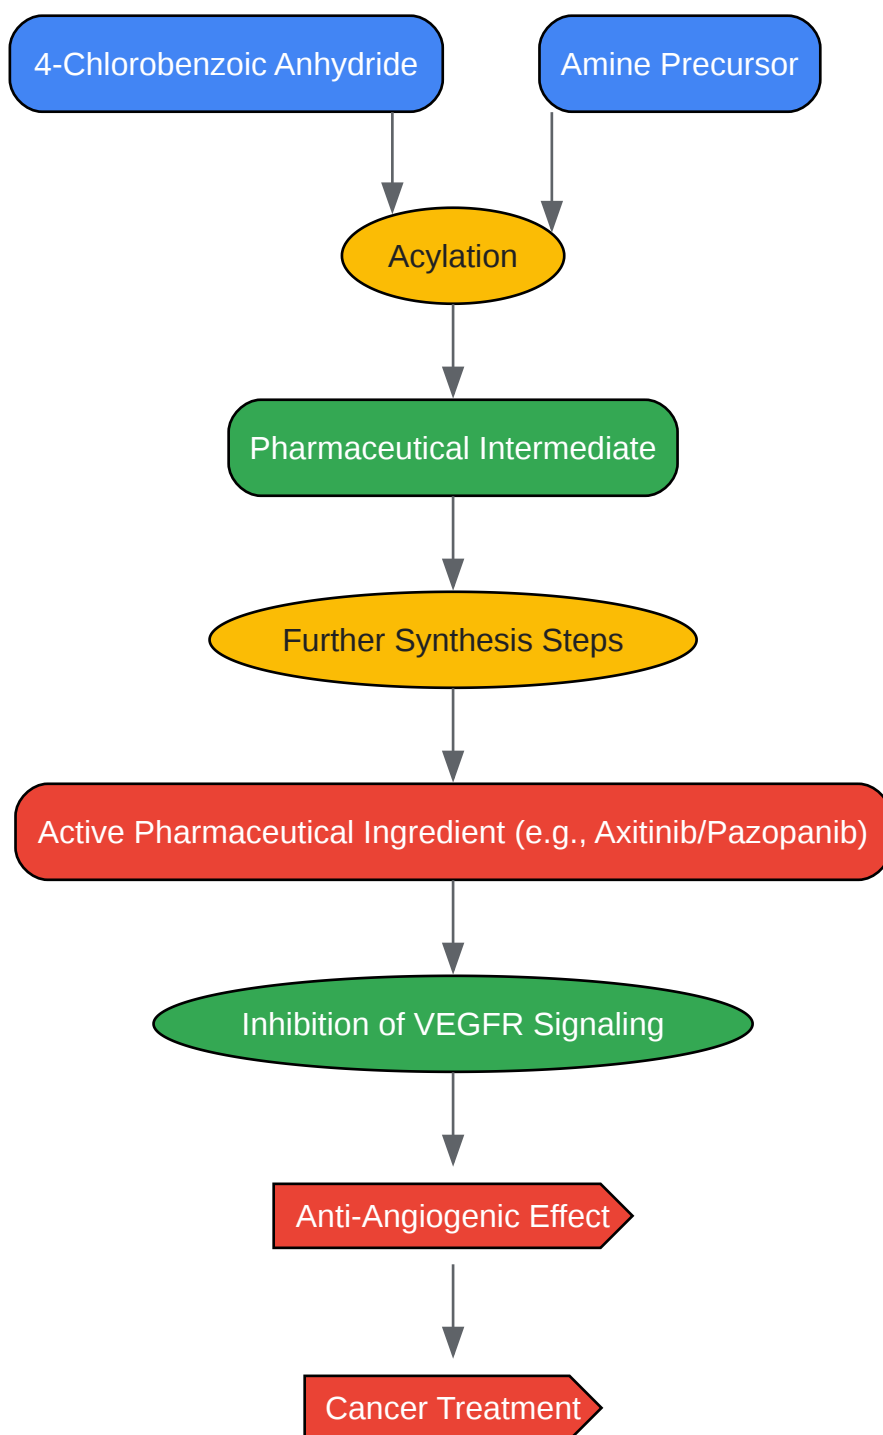 4-Chlorobenzoic Anhydride
Amine Precursor
Acylation
Pharmaceutical Intermediate
Further Synthesis Steps
Active Pharmaceutical Ingredient (e.g., Axitinib/Pazopanib)
Inhibition of VEGFR Signaling
Anti-Angiogenic Effect
Cancer Treatment